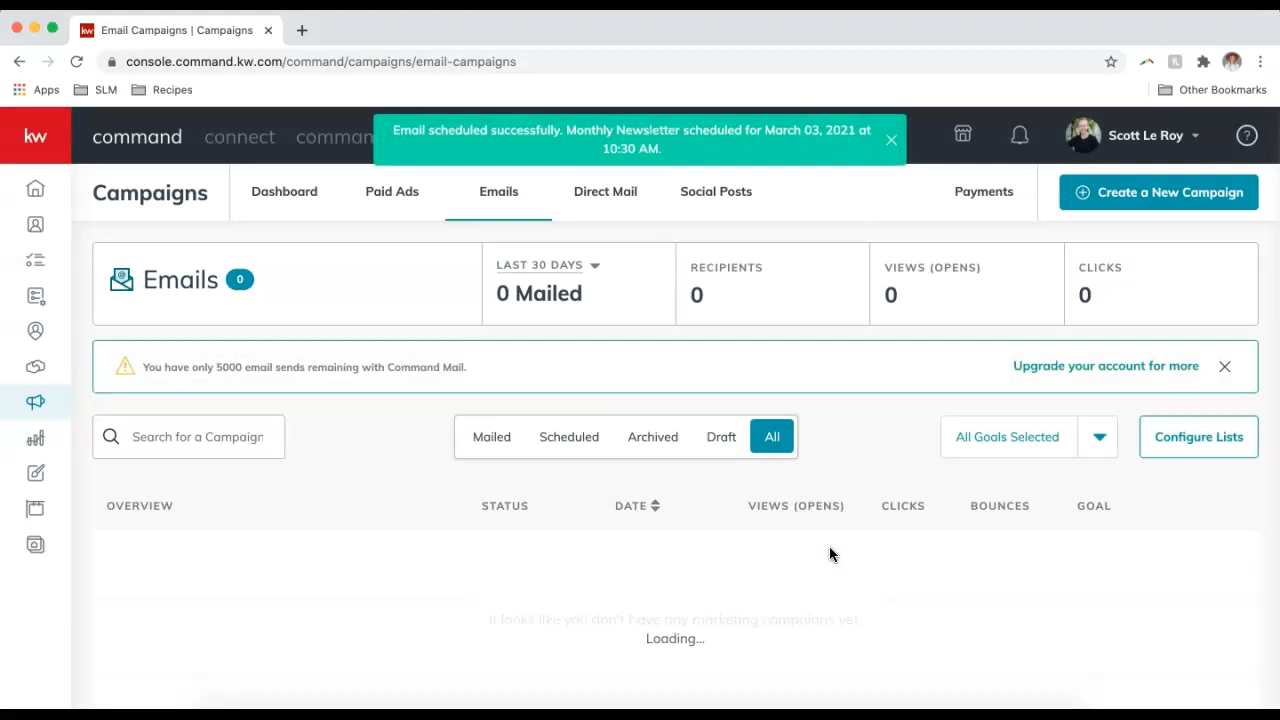 Email Campaigns | Campaigns
console.command.kw.com/command/campaigns/email-campaigns
Apps SLM Recipes Other Bookmarks
kw command connect comman Scott Le Roy
Email scheduled successfully. Monthly Newsletter scheduled for March 03, 2021 at
10:30 AM.
Campaigns Dashboard Paid Ads Emails Direct Mail Social Posts Payments Create a New Campaign
Emails 0
LAST 30 DAYS
0 Mailed
RECIPIENTS
0
VIEWS (OPENS)
0
CLICKS
0
You have only 5000 email sends remaining with Command Mail. Upgrade your account for more
Search for a Campaign Mailed Scheduled Archived Draft All All Goals Selected Configure Lists
OVERVIEW STATUS DATE VIEWS (OPENS) CLICKS BOUNCES GOAL
It looks like you don't have any marketing campaigns yet
Loading...